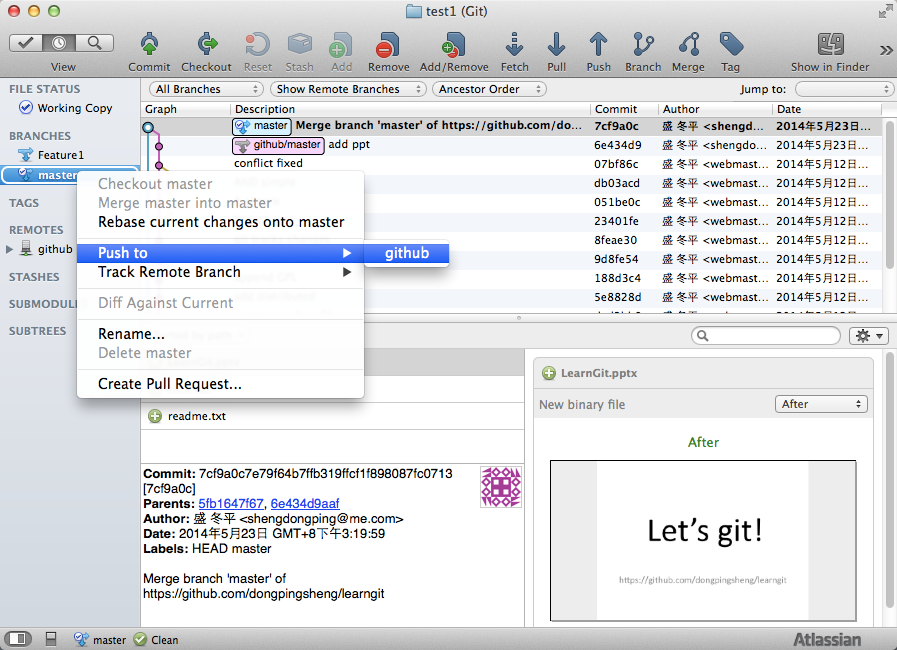 test1 (Git)
View
Commit
Checkout
Reset
Stash
Add
Remove
Add/Remove
Fetch
Pull
Push
Branch
Merge
Tag
Show in Finder
FILE STATUS
Working Copy
BRANCHES
Feature1
master
TAGS
REMOTES
github
STASHES
SUBMODUL
SUBTREES
All Branches
Show Remote Branches
Ancestor Order
Jump to:
Graph Description Commit Author Date
master Merge branch 'master' of https://github.com/do... 7cf9a0c 盛 冬平 <shengd... 2014年5月23日...
github/master add ppt 6e434d9 盛 冬平 <shengdo... 2014年5月23日...
conflict fixed 07bf86c 盛 冬平 <webmast... 2014年5月12日...
db03acd 盛 冬平 <webmast... 2014年5月12日...
051be0c 盛 冬平 <webmast... 2014年5月12日...
23401fe 盛 冬平 <webmast... 2014年5月12日...
8feae30 盛 冬平 <webmast... 2014年5月12日...
9d8fe54 盛 冬平 <webmast... 2014年5月12日...
188d3c4 盛 冬平 <webmast... 2014年5月12日...
5e8828d 盛 冬平 <webmast... 2014年5月12日...
Checkout master
Merge master into master
Rebase current changes onto master
Push to
github
Track Remote Branch
Diff Against Current
Rename...
Delete master
Create Pull Request...
readme.txt
Commit: 7cf9a0c7e79f64b7ffb319ffcf1f898087fc0713
[7cf9a0c]
Parents: 5fb1647f67, 6e434d9aaf
Author: 盛 冬平 <shengdongping@me.com>
Date: 2014年5月23日 GMT+8下午3:19:59
Labels: HEAD master
Merge branch 'master' of
https://github.com/dongpingsheng/learngit
LearnGit.pptx
New binary file
After
After
Let's git!
https://github.com/dongpingsheng/learngit
master
Clean
Atlassian